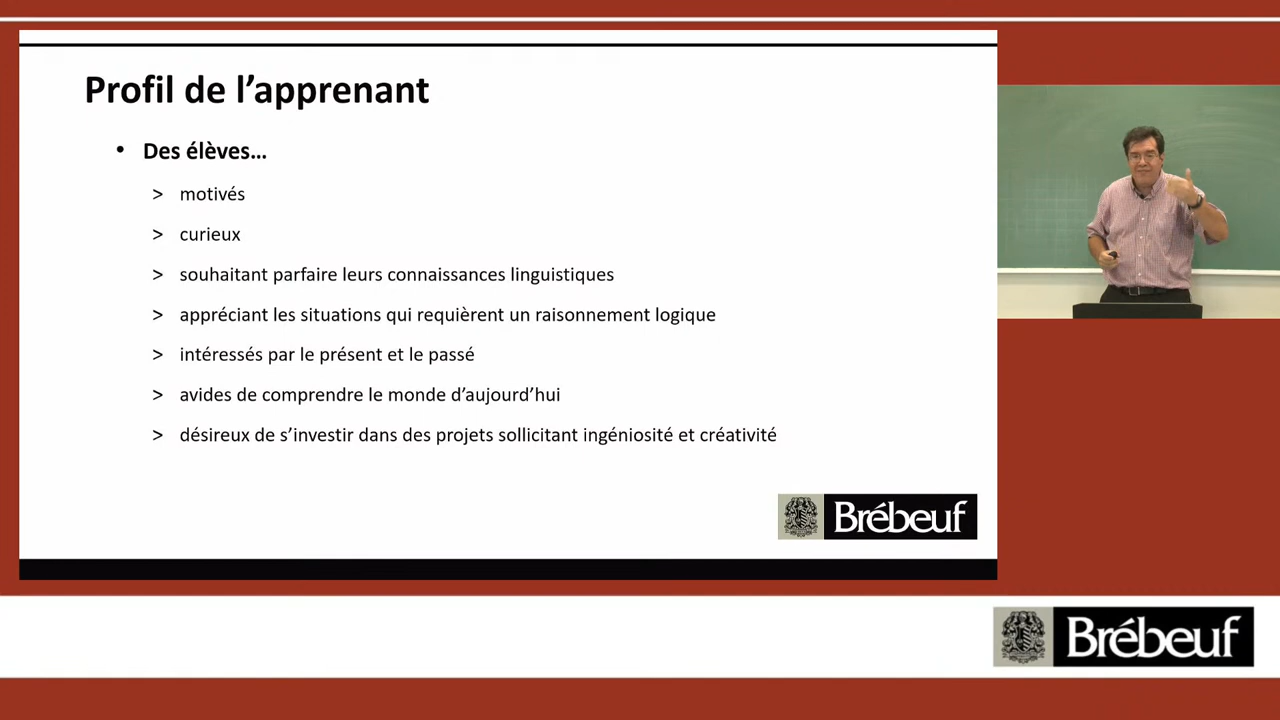 Profil de l’apprenant
• Des élèves…
> motivés
> curieux
> souhaitant parfaire leurs connaissances linguistiques
> appréciant les situations qui requièrent un raisonnement logique
> intéressés par le présent et le passé
> avides de comprendre le monde d’aujourd’hui
> désireux de s’investir dans des projets sollicitant ingéniosité et créativité
Brébeuf
Brébeuf